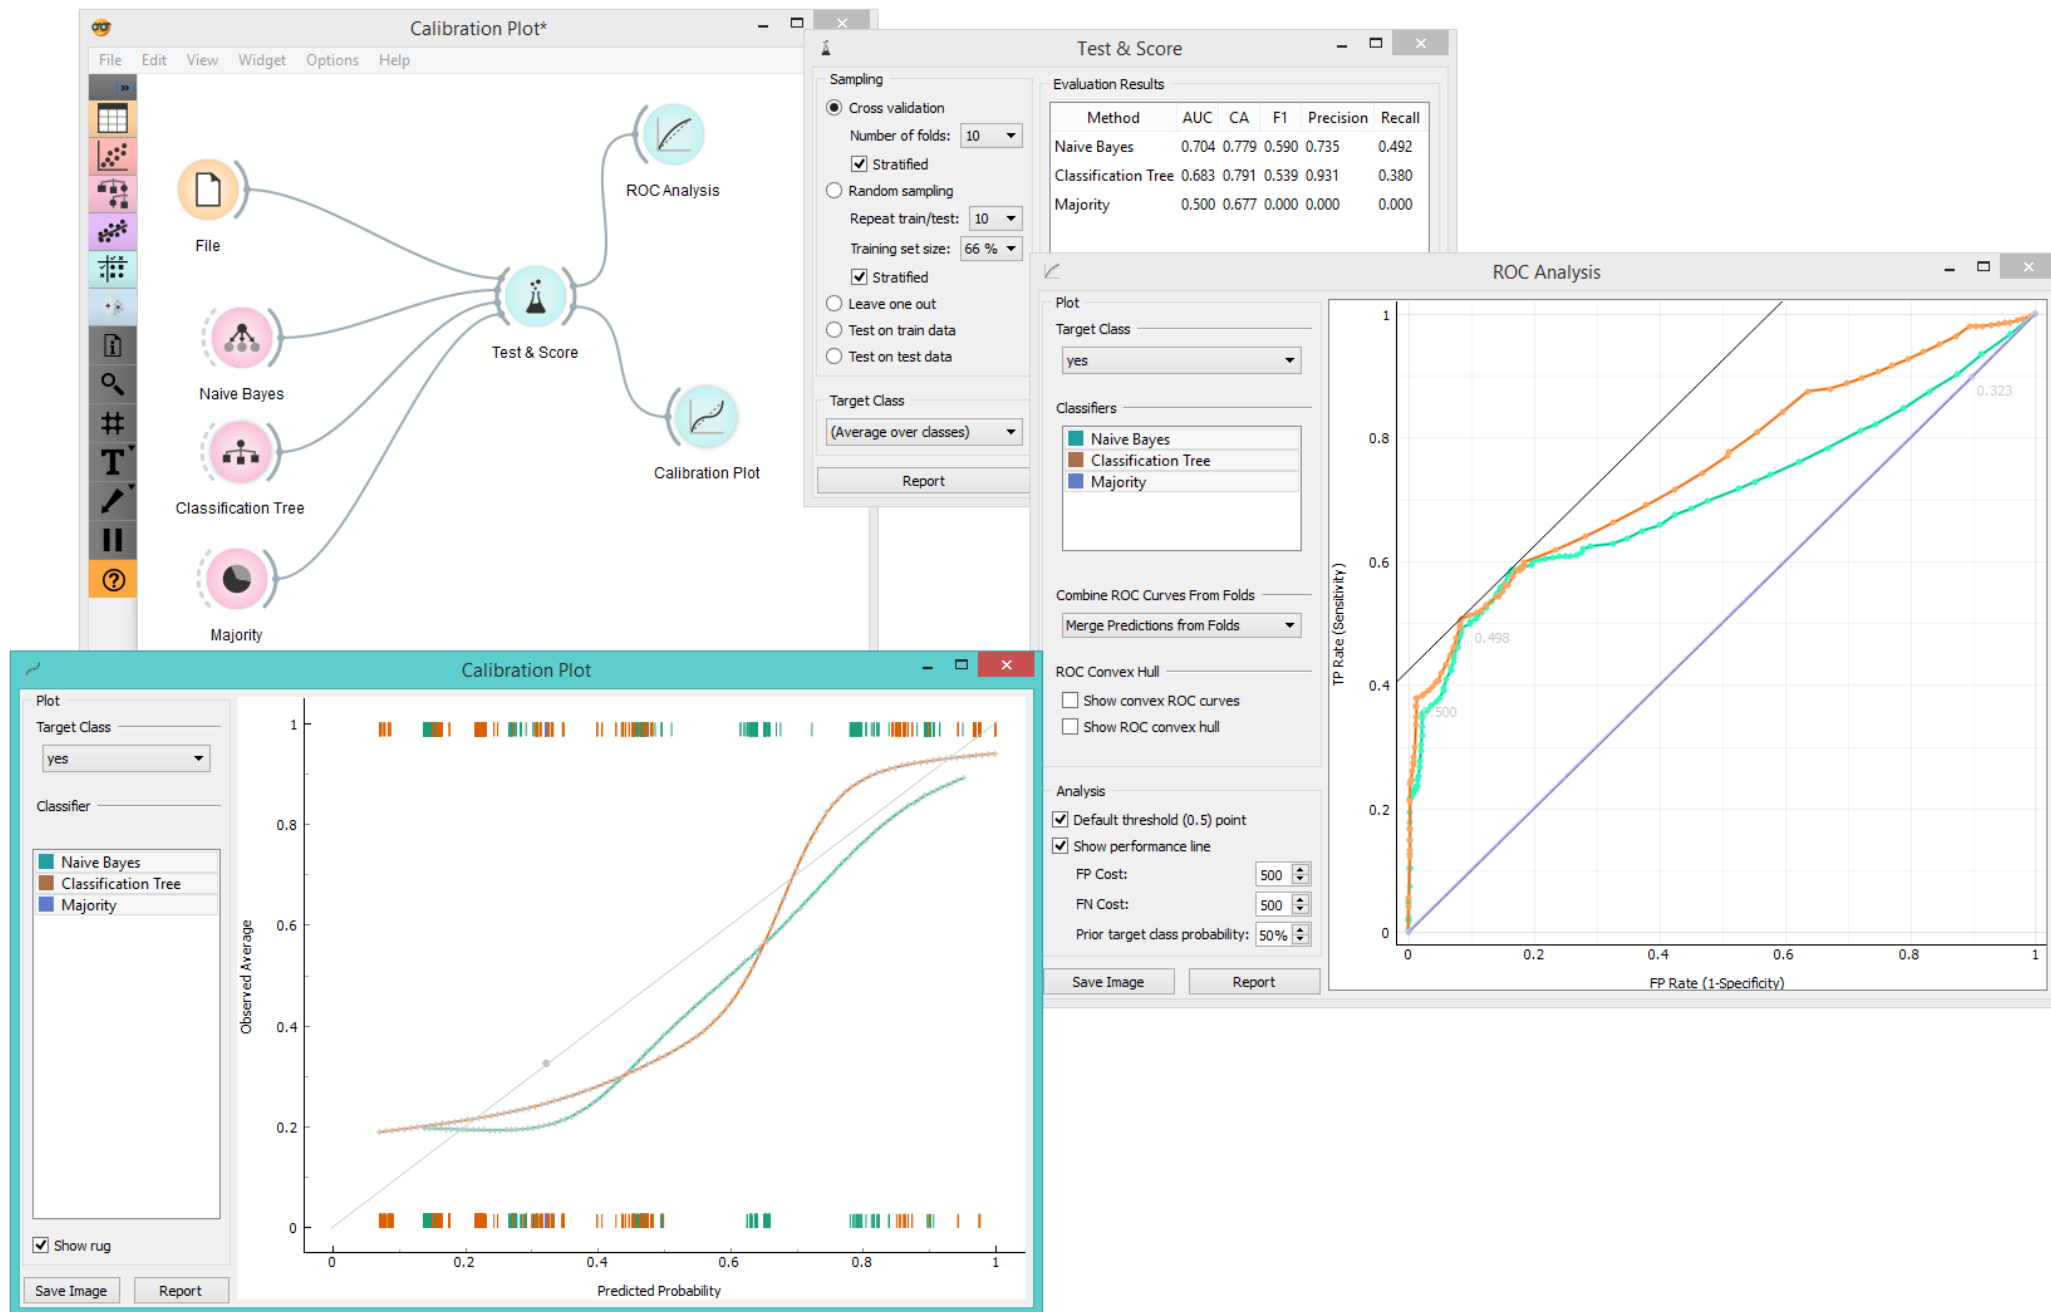 Calibration Plot*
File Edit View Widget Options Help
File
Naive Bayes
Classification Tree
Majority
Test & Score
ROC Analysis
Calibration Plot
Test & Score
Sampling
Cross validation
Number of folds: 10
Stratified
Random sampling
Repeat train/test: 10
Training set size: 66 %
Stratified
Leave one out
Test on train data
Test on test data
Target Class
(Average over classes)
Report
Evaluation Results
Method AUC CA F1 Precision Recall
Naive Bayes 0.704 0.779 0.590 0.735 0.492
Classification Tree 0.683 0.791 0.539 0.931 0.380
Majority 0.500 0.677 0.000 0.000 0.000
ROC Analysis
Plot
Target Class
yes
Classifiers
Naive Bayes
Classification Tree
Majority
Combine ROC Curves From Folds
Merge Predictions from Folds
ROC Convex Hull
Show convex ROC curves
Show ROC convex hull
Analysis
Default threshold (0.5) point
Show performance line
FP Cost: 500
FN Cost: 500
Prior target class probability: 50%
Save Image Report
TP Rate (Sensitivity)
1
0.8
0.6
0.4
0.2
0
0.323
0.498
0 0.2 0.4 0.6 0.8 1
FP Rate (1-Specificity)
Calibration Plot
Plot
Target Class
yes
Classifier
Naive Bayes
Classification Tree
Majority
Show rug
Save Image Report
Observed Average
1
0.8
0.6
0.4
0.2
0
0 0.2 0.4 0.6 0.8 1
Predicted Probability